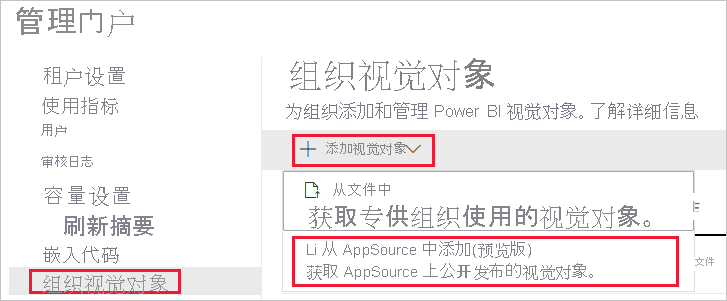 管理门户
租户设置
使用指标
用户
审核日志
容量设置
刷新摘要
嵌入代码
组织视觉对象
组织视觉对象
为组织添加和管理 Power BI 视觉对象。了解详细信息
添加视觉对象
从文件中
获取专供组织使用的视觉对象。
Li 从 AppSource 中添加(预览版)
获取 AppSource 上公开发布的视觉对象。
文件